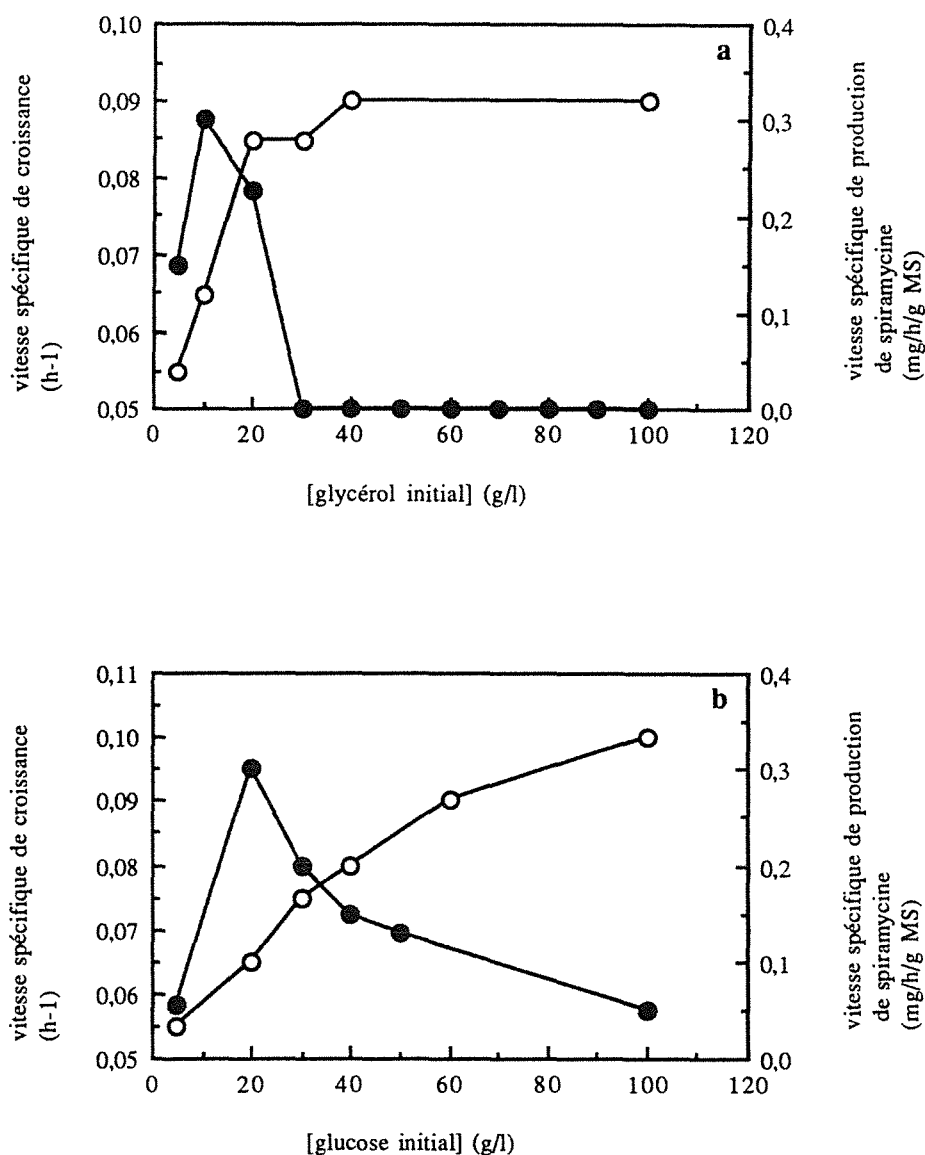 a
0,10
0,09
0,08
0,07
0,06
0,05
vitesse spécifique de croissance
(h-1)
0,4
0,3
0,2
0,1
0,0
vitesse spécifique de production
de spiramycine
(mg/h/g MS)
0 20 40 60 80 100 120
[glycérol initial] (g/l)
b
0,11
0,10
0,09
0,08
0,07
0,06
0,05
vitesse spécifique de croissance
(h-1)
0,4
0,3
0,2
0,1
0,0
vitesse spécifique de production
de spiramycine
(mg/h/g MS)
0 20 40 60 80 100 120
[glucose initial] (g/l)